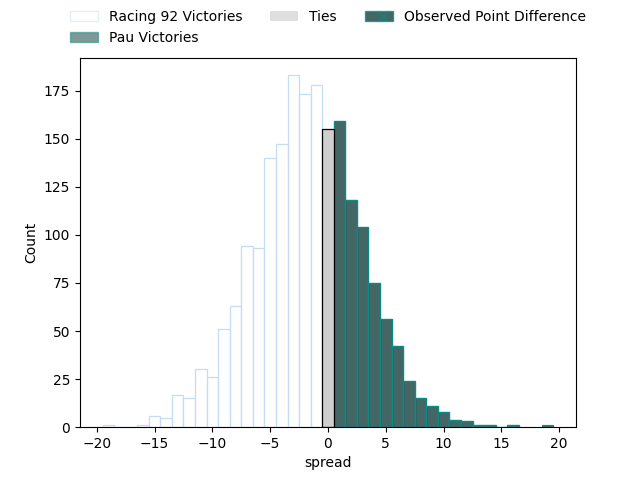 Racing 92 Victories
Pau Victories
Ties
Observed Point Difference
Count
175
150
125
100
75
50
25
0
−20
−15
−10
−5
0
5
10
15
20
spread